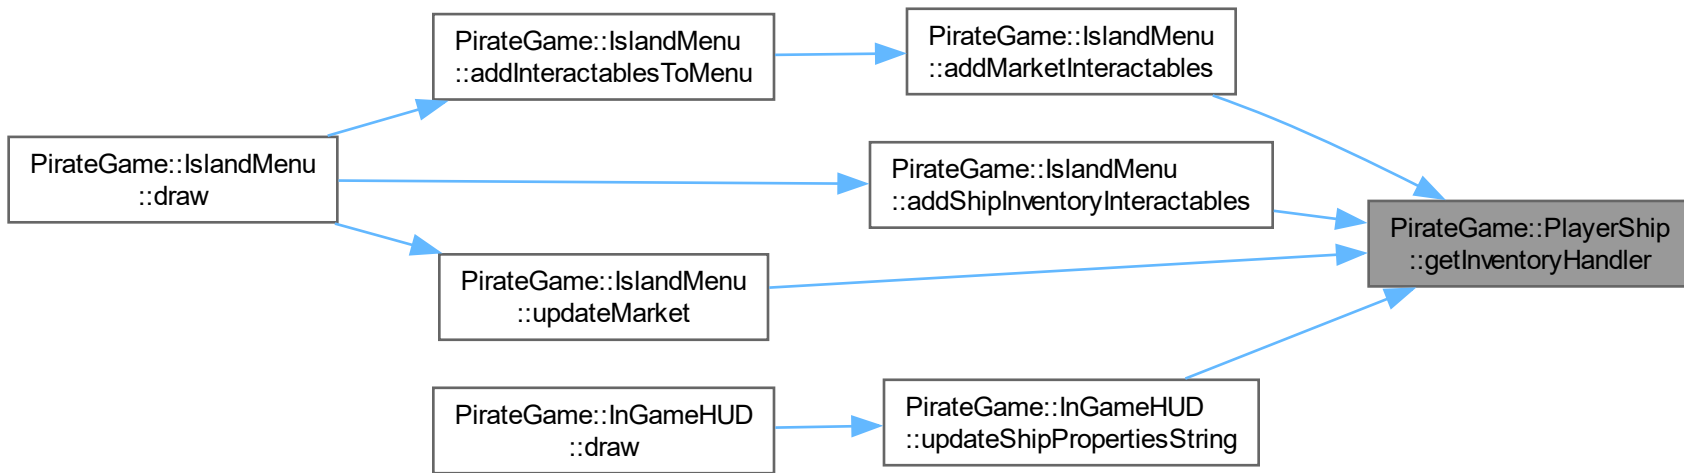 PirateGame::IslandMenu
::addInteractablesToMenu
PirateGame::IslandMenu
::addMarketInteractables
PirateGame::IslandMenu
::draw
PirateGame::IslandMenu
::addShipInventoryInteractables
PirateGame::PlayerShip
::getInventoryHandler
PirateGame::IslandMenu
::updateMarket
PirateGame::InGameHUD
::draw
PirateGame::InGameHUD
::updateShipPropertiesString